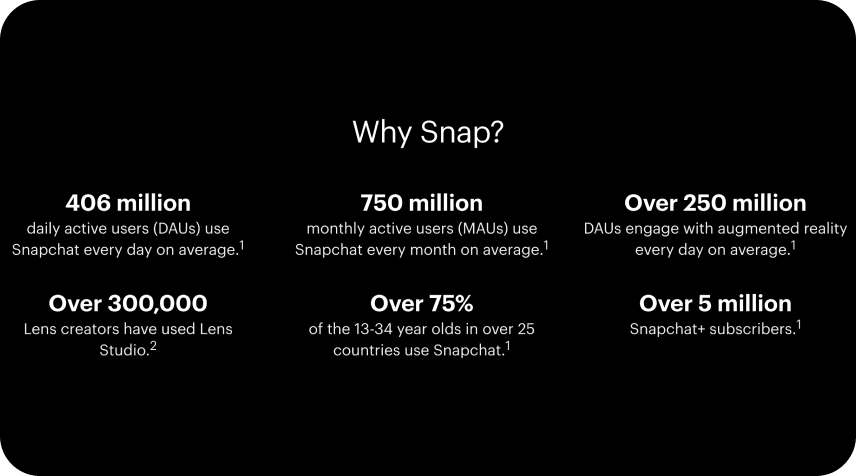 Why Snap?
406 million
daily active users (DAUs) use
Snapchat every day on average.1
750 million
monthly active users (MAUs) use
Snapchat every month on average.1
Over 250 million
DAUs engage with augmented reality
every day on average.1
Over 300,000
Lens creators have used Lens
Studio.2
Over 75%
of the 13-34 year olds in over 25
countries use Snapchat.1
Over 5 million
Snapchat+ subscribers.1